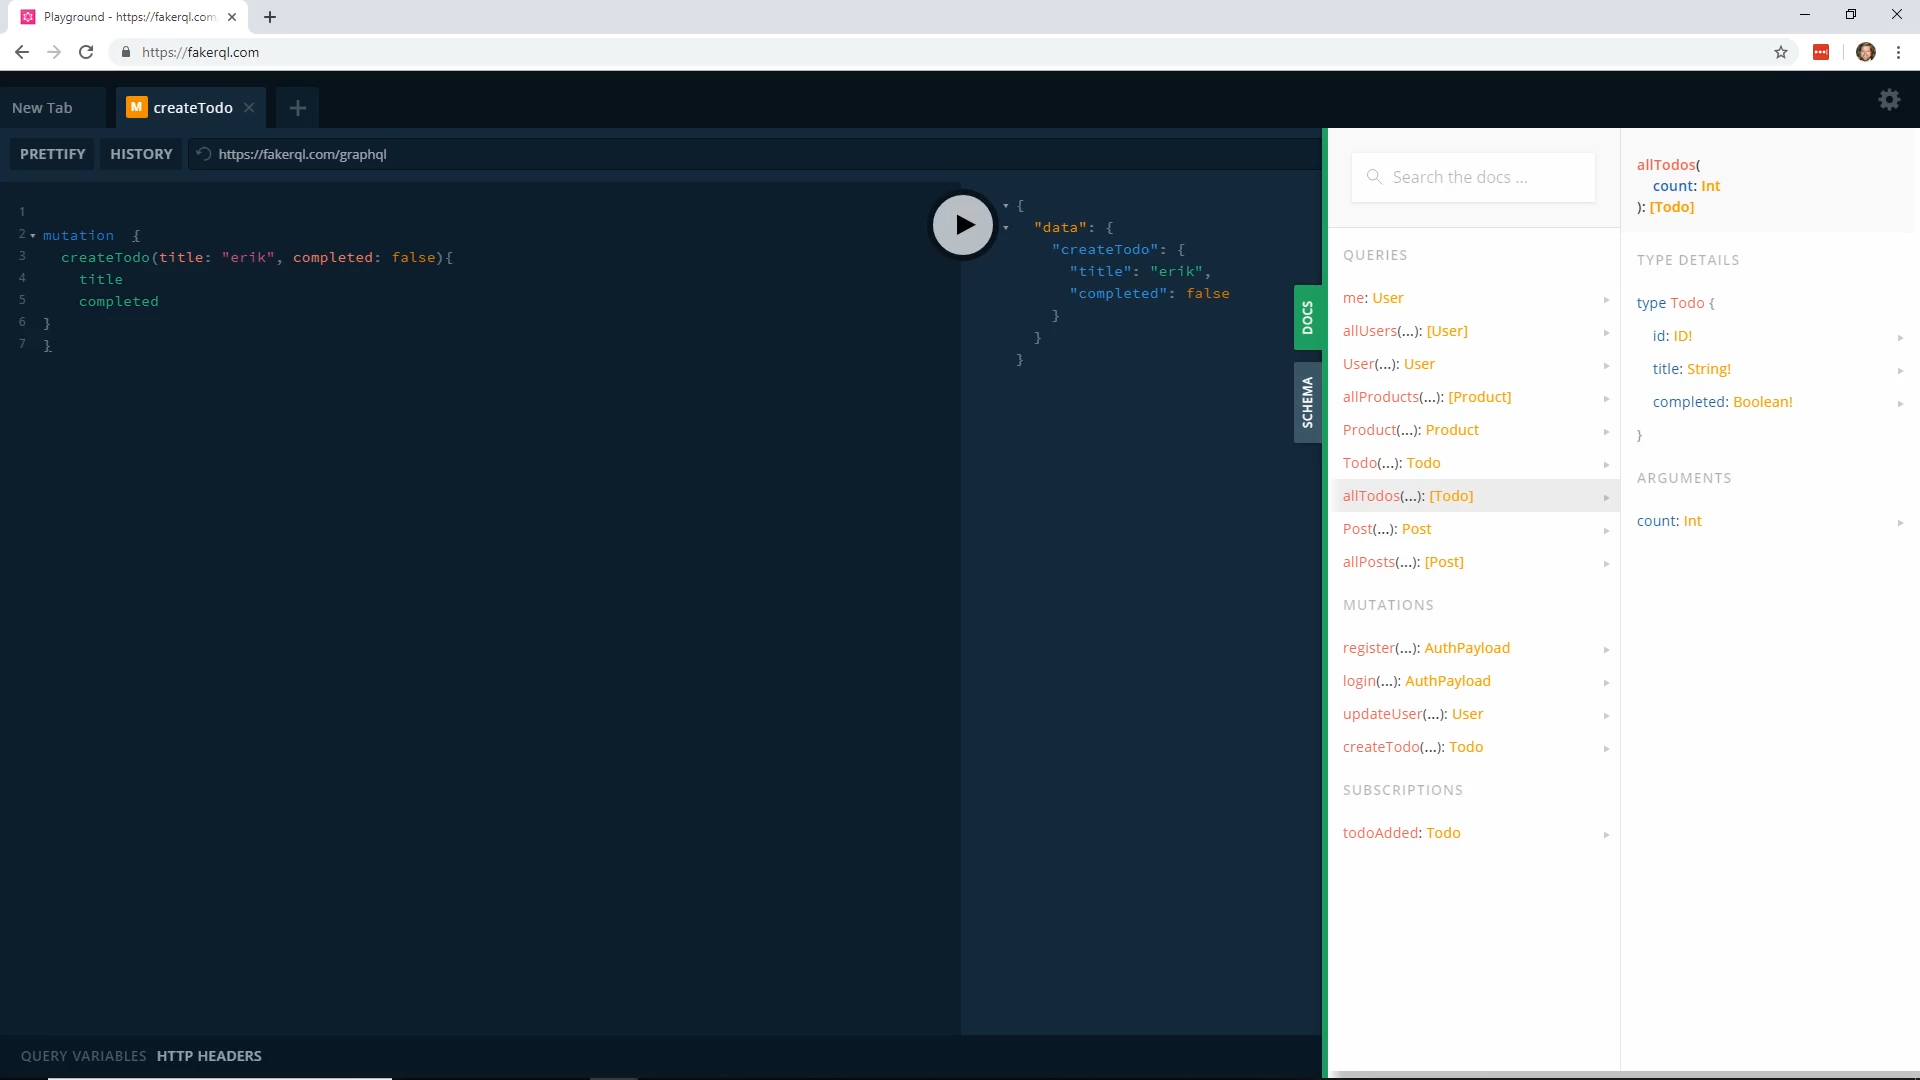 Playground - https://fakerql.com
https://fakerql.com
New Tab
M createTodo
PRETTIFY HISTORY https://fakerql.com/graphql
1
2 mutation {
3 createTodo(title: "erik", completed: false){
4 title
5 completed
6 }
7 }
{
"data": {
"createTodo": {
"title": "erik",
"completed": false
}
}
}
DOCS
SCHEMA
Search the docs ...
QUERIES
me: User
allUsers(...): [User]
User(...): User
allProducts(...): [Product]
Product(...): Product
Todo(...): Todo
allTodos(...): [Todo]
Post(...): Post
allPosts(...): [Post]
MUTATIONS
register(...): AuthPayload
login(...): AuthPayload
updateUser(...): User
createTodo(...): Todo
SUBSCRIPTIONS
todoAdded: Todo
allTodos(
count: Int
): [Todo]
TYPE DETAILS
type Todo {
id: ID!
title: String!
completed: Boolean!
}
ARGUMENTS
count: Int
QUERY VARIABLES HTTP HEADERS